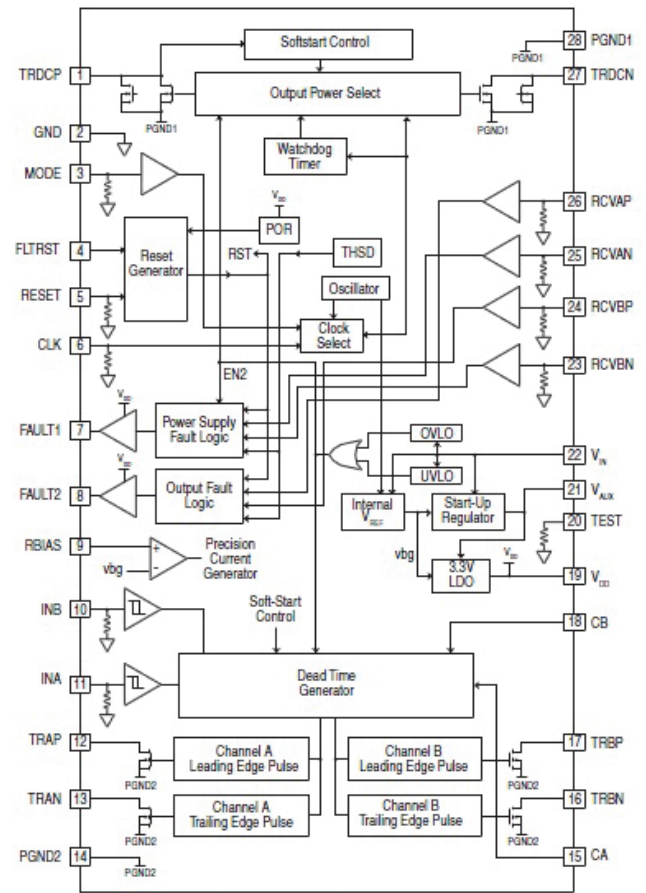 Softstart Control
28 PGND1
PGND1
TRDCP 1
Output Power Select
27 TRDCN
PGND1
PGND1
GND 2
Watchdog
Timer
MODE 3
VDD
POR
26 RCVAP
FLTRST 4
Reset
Generator
RST
THSD
25 RCVAN
RESET 5
Oscillator
24 RCVBP
CLK 6
Clock
Select
23 RCVBN
EN2
VDD
FAULT1 7
Power Supply
Fault Logic
OVLO
22 VIN
VDD
UVLO
21 VAUX
FAULT2 8
Output Fault
Logic
Internal
VREF
Start-Up
Regulator
20 TEST
RBIAS 9
+
vbg
−
Precision
Current
Generator
vbg
3.3V
LDO
VDD
19 VDD
INB 10
Soft-Start
Control
18 CB
INA 11
Dead Time
Generator
TRAP 12
Channel A
Leading Edge Pulse
Channel B
Leading Edge Pulse
17 TRBP
PGND2
PGND2
TRAN 13
Channel A
Trailing Edge Pulse
Channel B
Trailing Edge Pulse
16 TRBN
PGND2
PGND2
PGND2 14
PGND2
15 CA